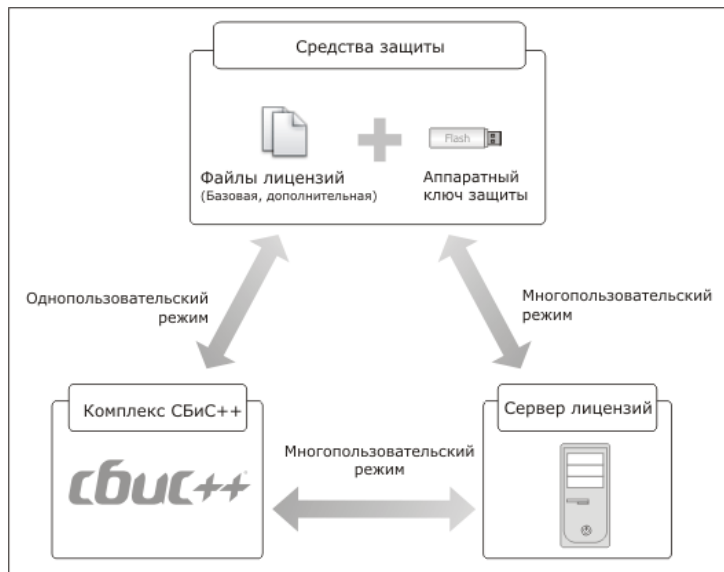 Средства защиты
Flash
Файлы лицензий
(Базовая, дополнительная)
Аппаратный
ключ защиты
Однопользовательский
режим
Многопользовательский
режим
Комплекс СБиС++
сбис++
Многопользовательский
режим
Сервер лицензий